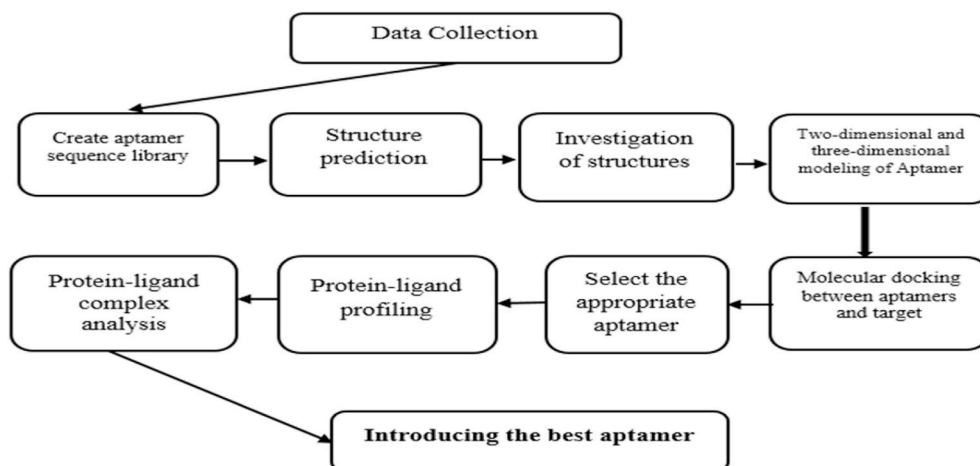 Data Collection
Create aptamer
sequence library
Structure
prediction
Investigation
of structures
Two-dimensional and
three-dimensional
modeling of Aptamer
Molecular docking
between aptamers
and target
Select the
appropriate
aptamer
Protein-ligand
profiling
Protein-ligand
complex
analysis
Introducing the best aptamer